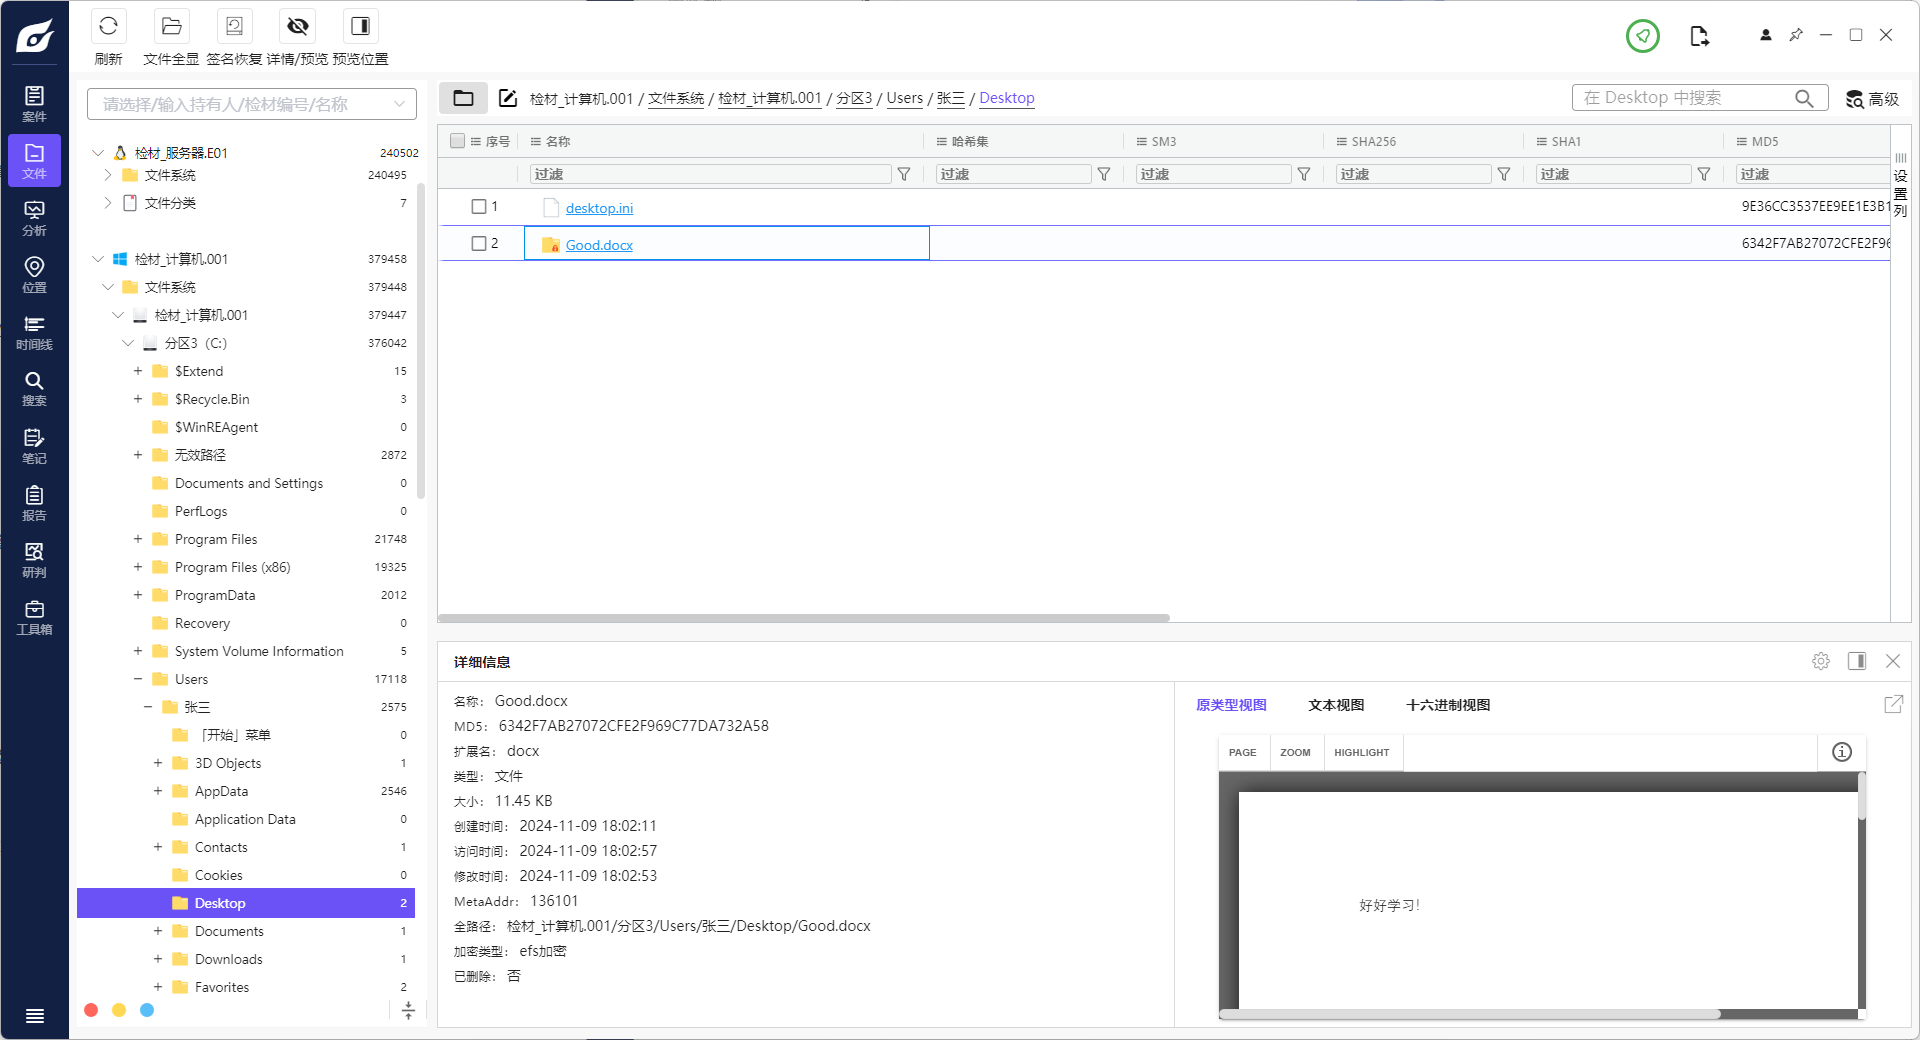 刷新
文件全显
签名恢复
详情/预览
预览位置
案件
文件
分析
位置
时间线
搜索
笔记
报告
研判
工具箱
请选择/输入持有人/检材编号/名称
检材_服务器.E01 240502
文件系统 240495
文件分类 7
检材_计算机.001 379458
文件系统 379448
检材_计算机.001 379447
分区3（C:） 376042
$Extend 15
$Recycle.Bin 3
$WinREAgent 0
无效路径 2872
Documents and Settings 0
PerfLogs 0
Program Files 21748
Program Files (x86) 19325
ProgramData 2012
Recovery 0
System Volume Information 5
Users 17118
张三 2575
「开始」菜单 0
3D Objects 1
AppData 2546
Application Data 0
Contacts 1
Cookies 0
Desktop 2
Documents 1
Downloads 1
Favorites 2
检材_计算机.001 / 文件系统 / 检材_计算机.001 / 分区3 / Users / 张三 / Desktop
在 Desktop 中搜索
高级
序号 名称 哈希集 SM3 SHA256 SHA1 MD5
过滤 过滤 过滤 过滤 过滤 过滤
1 desktop.ini 9E36CC3537EE9EE1E3B1
2 Good.docx 6342F7AB27072CFE2F96
设置列
详细信息
名称： Good.docx
MD5： 6342F7AB27072CFE2F969C77DA732A58
扩展名： docx
类型： 文件
大小： 11.45 KB
创建时间： 2024-11-09 18:02:11
访问时间： 2024-11-09 18:02:57
修改时间： 2024-11-09 18:02:53
MetaAddr： 136101
全路径： 检材_计算机.001/分区3/Users/张三/Desktop/Good.docx
加密类型： efs加密
已删除： 否
原类型视图 文本视图 十六进制视图
PAGE ZOOM HIGHLIGHT
好好学习！